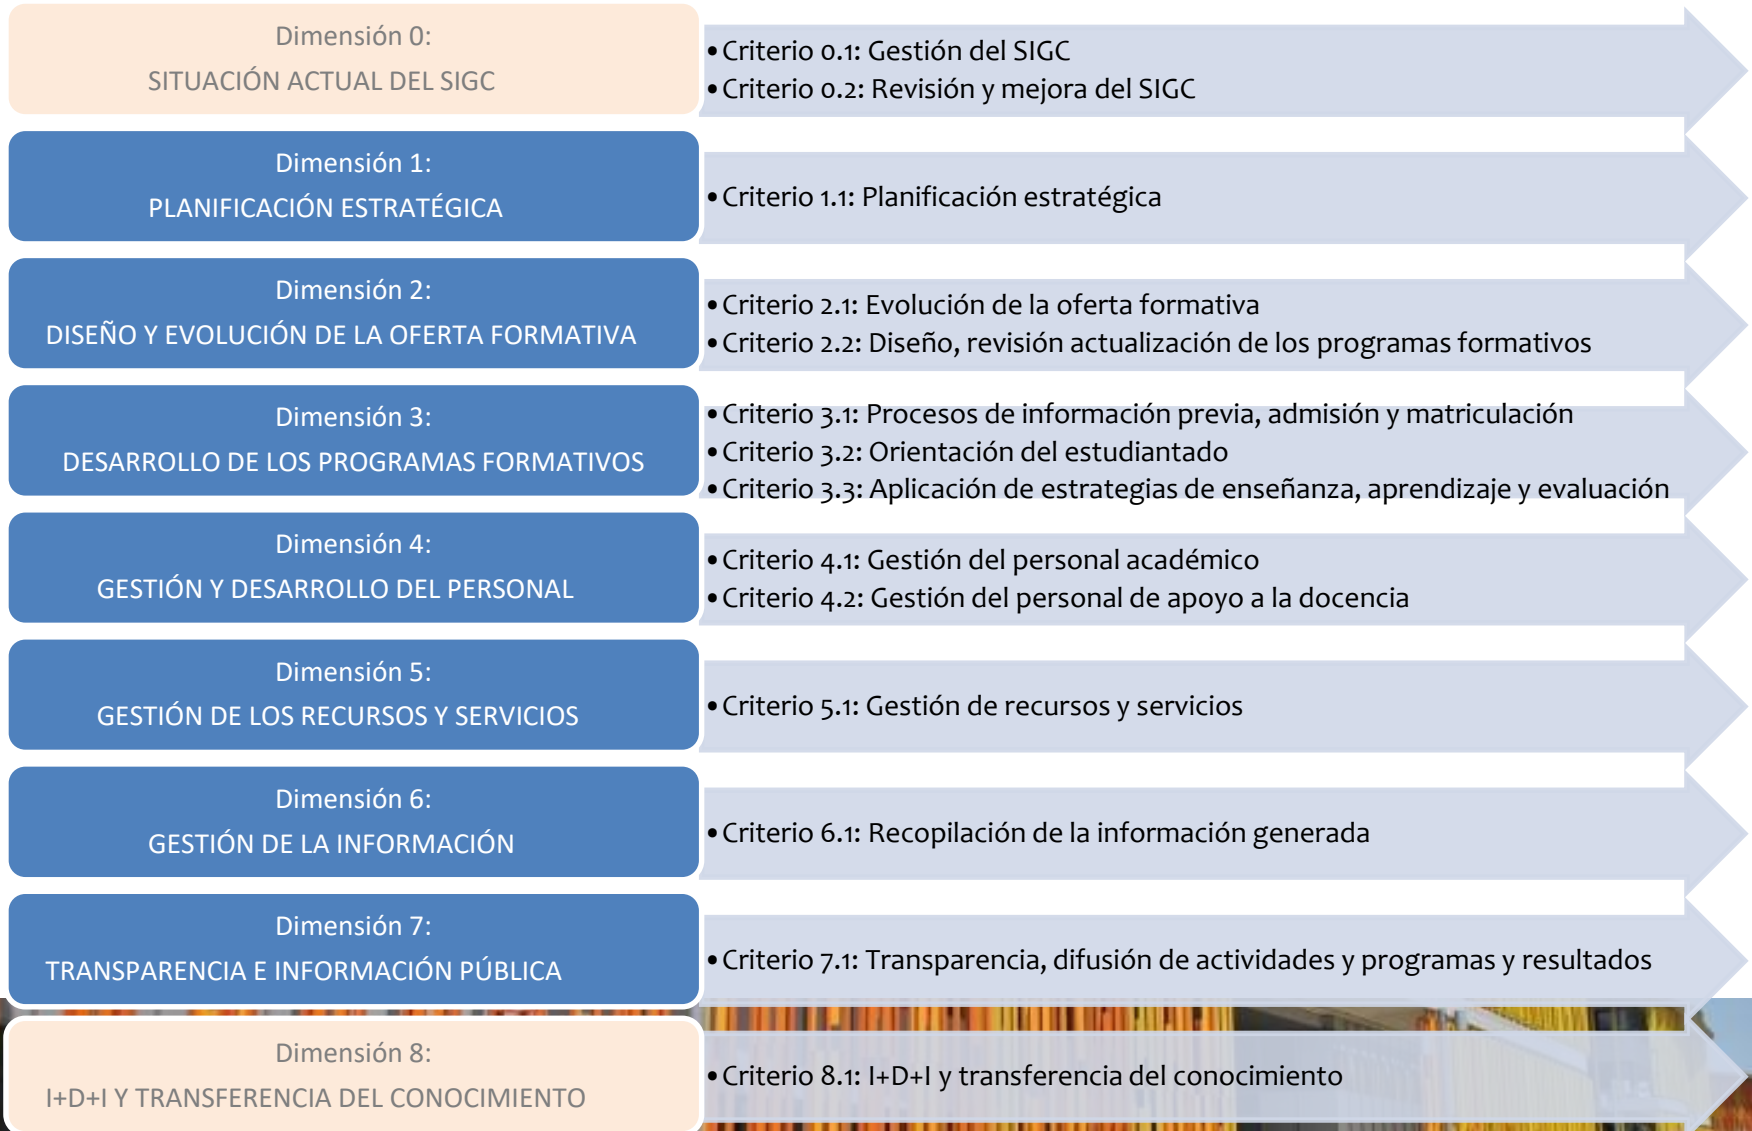 Dimensión 0:
SITUACIÓN ACTUAL DEL SIGC
•Criterio 0.1: Gestión del SIGC
•Criterio 0.2: Revisión y mejora del SIGC
Dimensión 1:
PLANIFICACIÓN ESTRATÉGICA
•Criterio 1.1: Planificación estratégica
Dimensión 2:
DISEÑO Y EVOLUCIÓN DE LA OFERTA FORMATIVA
•Criterio 2.1: Evolución de la oferta formativa
•Criterio 2.2: Diseño, revisión actualización de los programas formativos
Dimensión 3:
DESARROLLO DE LOS PROGRAMAS FORMATIVOS
•Criterio 3.1: Procesos de información previa, admisión y matriculación
•Criterio 3.2: Orientación del estudiantado
•Criterio 3.3: Aplicación de estrategias de enseñanza, aprendizaje y evaluación
Dimensión 4:
GESTIÓN Y DESARROLLO DEL PERSONAL
•Criterio 4.1: Gestión del personal académico
•Criterio 4.2: Gestión del personal de apoyo a la docencia
Dimensión 5:
GESTIÓN DE LOS RECURSOS Y SERVICIOS
•Criterio 5.1: Gestión de recursos y servicios
Dimensión 6:
GESTIÓN DE LA INFORMACIÓN
•Criterio 6.1: Recopilación de la información generada
Dimensión 7:
TRANSPARENCIA E INFORMACIÓN PÚBLICA
•Criterio 7.1: Transparencia, difusión de actividades y programas y resultados
Dimensión 8:
I+D+I Y TRANSFERENCIA DEL CONOCIMIENTO
•Criterio 8.1: I+D+I y transferencia del conocimiento